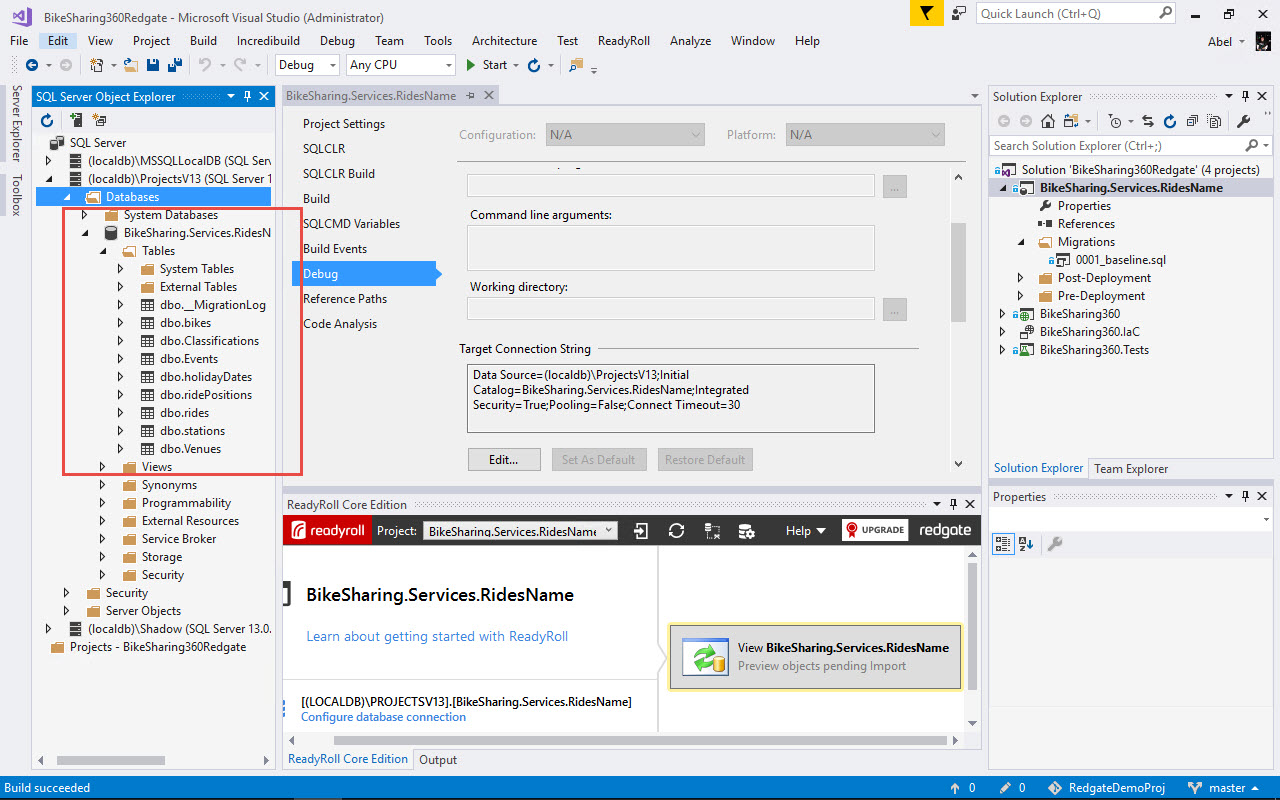 BikeSharing360Redgate - Microsoft Visual Studio (Administrator)
Quick Launch (Ctrl+Q)
File Edit View Project Build Incredibuild Debug Team Tools Architecture Test ReadyRoll Analyze Window Help
Abel
Debug Any CPU Start
Server Explorer
Toolbox
SQL Server Object Explorer
SQL Server
(localdb)\MSSQLLocalDB (SQL Serv
(localdb)\ProjectsV13 (SQL Server 1
Databases
System Databases
BikeSharing.Services.RidesN
Tables
System Tables
External Tables
dbo.__MigrationLog
dbo.bikes
dbo.Classifications
dbo.Events
dbo.holidayDates
dbo.ridePositions
dbo.rides
dbo.stations
dbo.Venues
Views
Synonyms
Programmability
External Resources
Service Broker
Storage
Security
Security
Server Objects
(localdb)\Shadow (SQL Server 13.0.
Projects - BikeSharing360Redgate
BikeSharing.Services.RidesName
Project Settings
SQLCLR
SQLCLR Build
Build
SQLCMD Variables
Build Events
Debug
Reference Paths
Code Analysis
Configuration: N/A Platform: N/A
...
Command line arguments:
Working directory:
...
Target Connection String
Data Source=(localdb)\ProjectsV13;Initial
Catalog=BikeSharing.Services.RidesName;Integrated
Security=True;Pooling=False;Connect Timeout=30
Edit... Set As Default Restore Default
ReadyRoll Core Edition
readyroll Project: BikeSharing.Services.RidesName Help UPGRADE redgate
BikeSharing.Services.RidesName
Learn about getting started with ReadyRoll
View BikeSharing.Services.RidesName
Preview objects pending Import
[(LOCALDB)\PROJECTSV13].[BikeSharing.Services.RidesName]
Configure database connection
ReadyRoll Core Edition Output
Solution Explorer
Search Solution Explorer (Ctrl+;)
Solution 'BikeSharing360Redgate' (4 projects)
BikeSharing.Services.RidesName
Properties
References
Migrations
0001_baseline.sql
Post-Deployment
Pre-Deployment
BikeSharing360
BikeSharing360.IaC
BikeSharing360.Tests
Solution Explorer Team Explorer
Properties
Build succeeded
0 0 RedgateDemoProj master